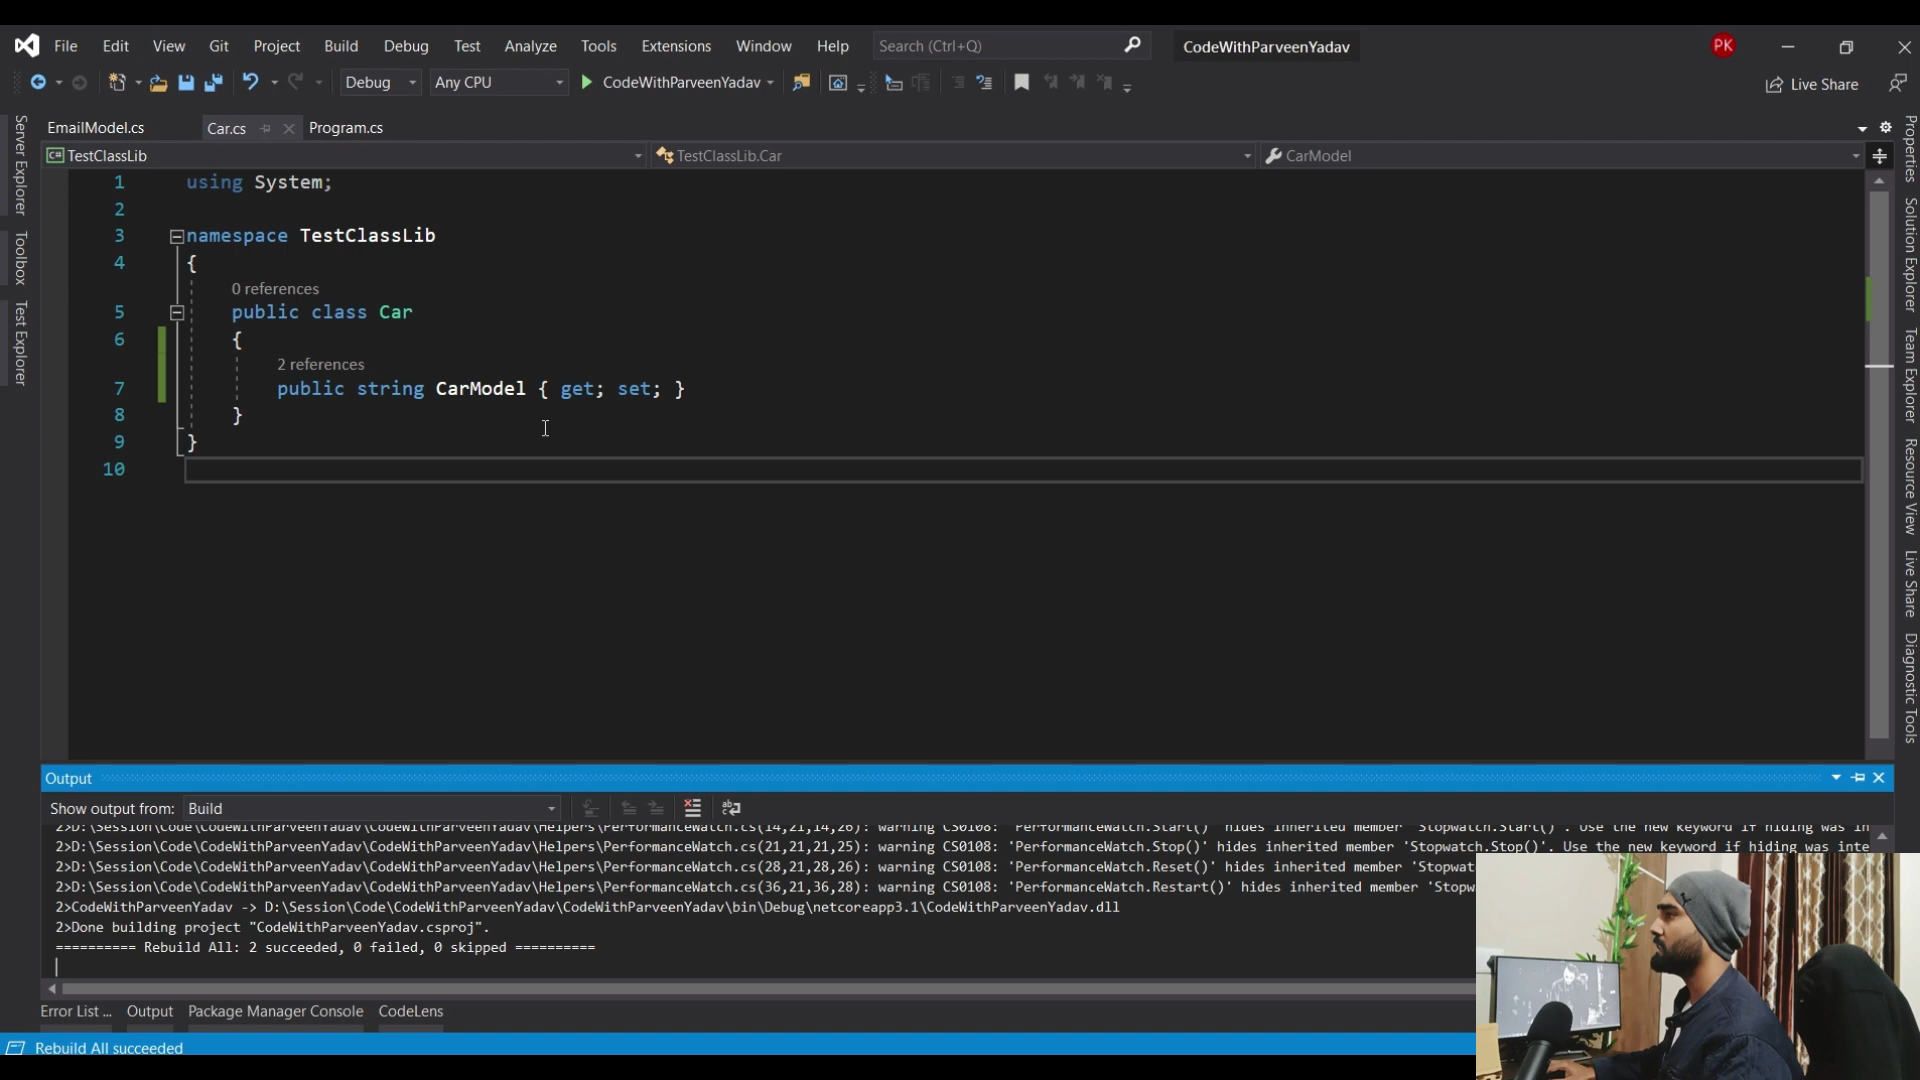 File Edit View Git Project Build Debug Test Analyze Tools Extensions Window Help Search (Ctrl+Q) CodeWithParveenYadav PK
Debug Any CPU CodeWithParveenYadav Live Share
EmailModel.cs Car.cs Program.cs
C# TestClassLib TestClassLib.Car CarModel
Server Explorer
Toolbox
Test Explorer
1 using System;
2
3 namespace TestClassLib
4 {
0 references
5 public class Car
6 {
2 references
7 public string CarModel { get; set; }
8 }
9 }
10
Properties
Solution Explorer
Team Explorer
Resource View
Live Share
Diagnostic Tools
Output
Show output from: Build
2>D:\Session\Code\CodeWithParveenYadav\CodeWithParveenYadav\Helpers\PerformanceWatch.cs(14,21,14,26): warning CS0108: 'PerformanceWatch.Start()' hides inherited member 'Stopwatch.Start()'. Use the new keyword if hiding was in
2>D:\Session\Code\CodeWithParveenYadav\CodeWithParveenYadav\Helpers\PerformanceWatch.cs(21,21,21,25): warning CS0108: 'PerformanceWatch.Stop()' hides inherited member 'Stopwatch.Stop()'. Use the new keyword if hiding was inte
2>D:\Session\Code\CodeWithParveenYadav\CodeWithParveenYadav\Helpers\PerformanceWatch.cs(28,21,28,26): warning CS0108: 'PerformanceWatch.Reset()' hides inherited member 'Stopwat
2>D:\Session\Code\CodeWithParveenYadav\CodeWithParveenYadav\Helpers\PerformanceWatch.cs(36,21,36,28): warning CS0108: 'PerformanceWatch.Restart()' hides inherited member 'Stopw
2>CodeWithParveenYadav -> D:\Session\Code\CodeWithParveenYadav\CodeWithParveenYadav\bin\Debug\netcoreapp3.1\CodeWithParveenYadav.dll
2>Done building project "CodeWithParveenYadav.csproj".
========== Rebuild All: 2 succeeded, 0 failed, 0 skipped ==========
Error List ... Output Package Manager Console CodeLens
Rebuild All succeeded